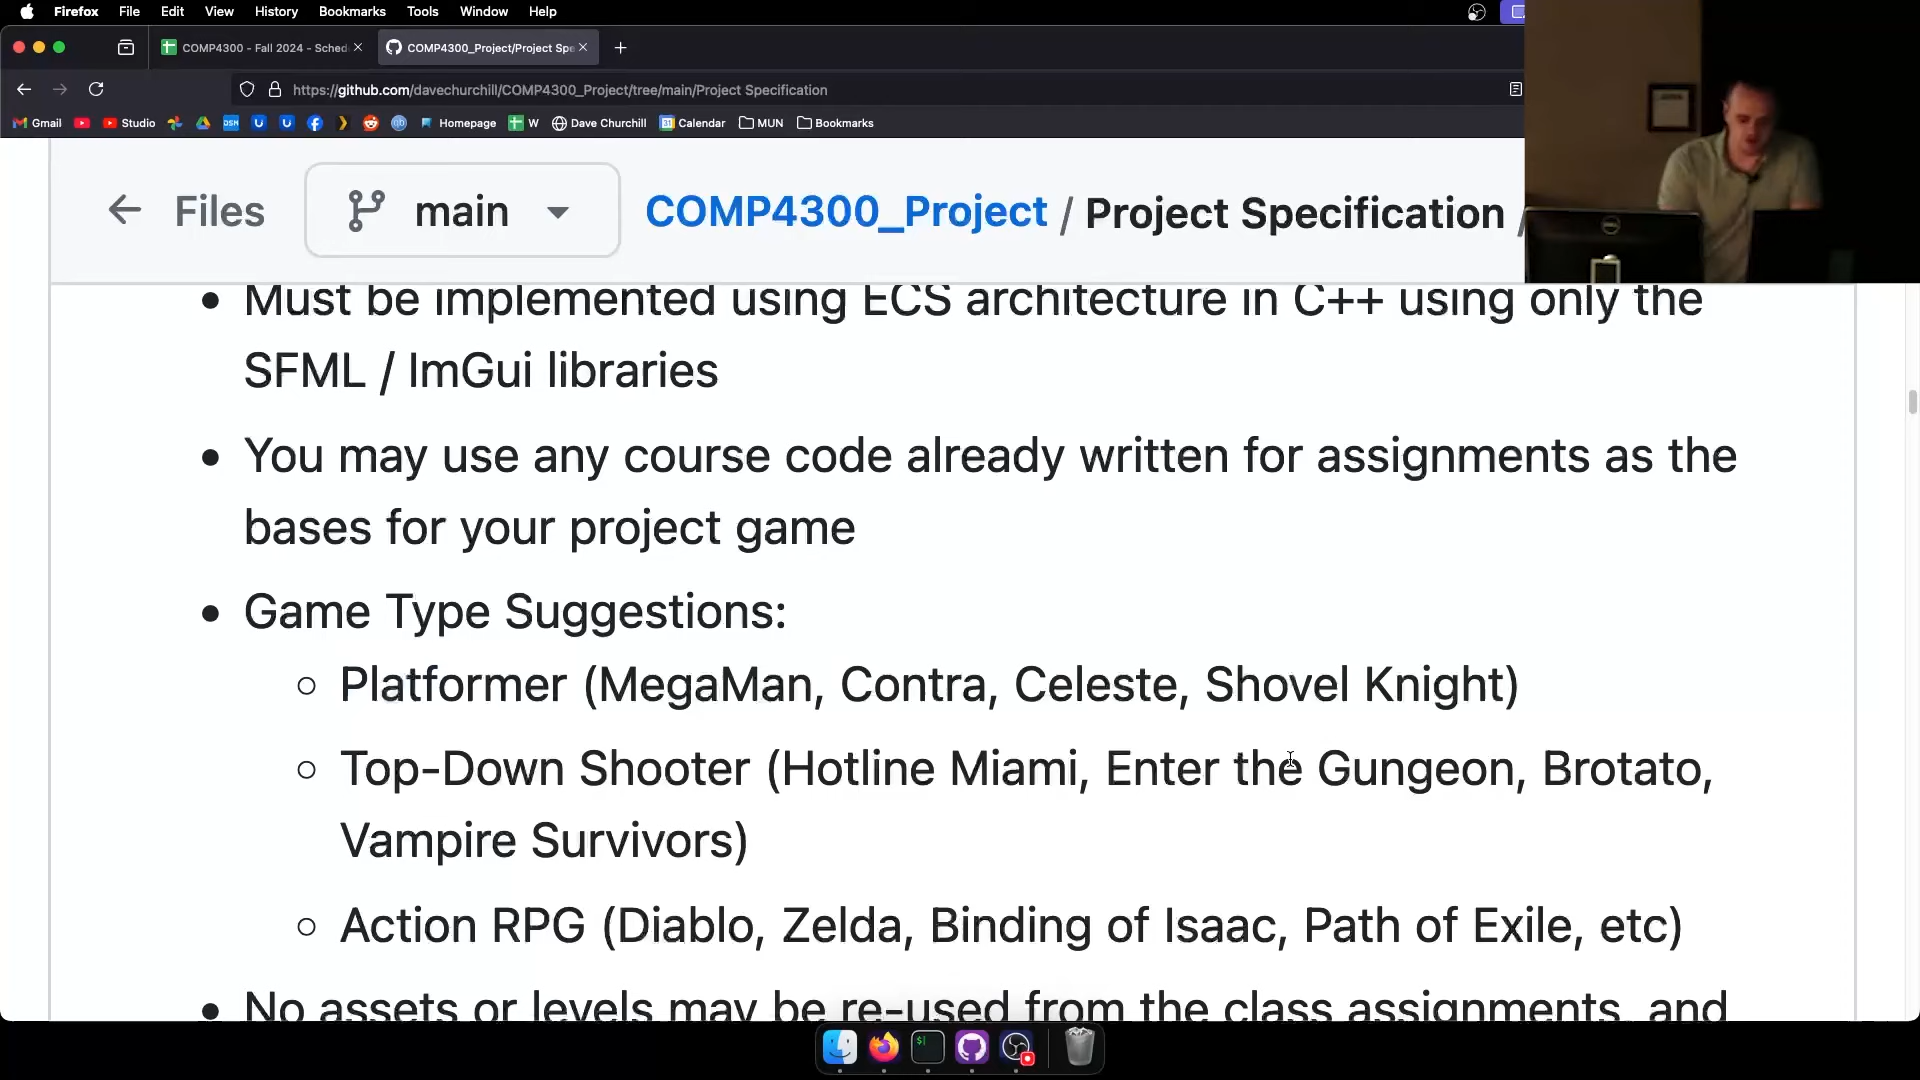 Firefox File Edit View History Bookmarks Tools Window Help
COMP4300 - Fall 2024 - Sched
COMP4300_Project/Project Spe
https://github.com/davechurchill/COMP4300_Project/tree/main/Project Specification
Gmail Studio DSM Homepage W Dave Churchill Calendar MUN Bookmarks
Files main COMP4300_Project / Project Specification /
Must be implemented using ECS architecture in C++ using only the
SFML / ImGui libraries
You may use any course code already written for assignments as the
bases for your project game
Game Type Suggestions:
Platformer (MegaMan, Contra, Celeste, Shovel Knight)
Top-Down Shooter (Hotline Miami, Enter the Gungeon, Brotato,
Vampire Survivors)
Action RPG (Diablo, Zelda, Binding of Isaac, Path of Exile, etc)
No assets or levels may be re-used from the class assignments, and